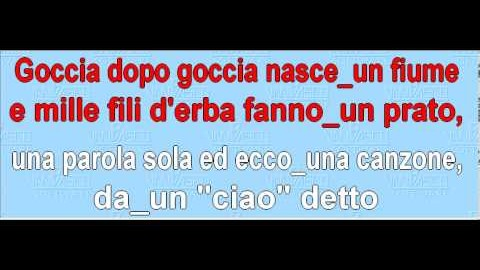 Goccia dopo goccia nasce_un fiume
e mille fili d'erba fanno_un prato,
una parola sola ed ecco_una canzone,
da_un "ciao" detto